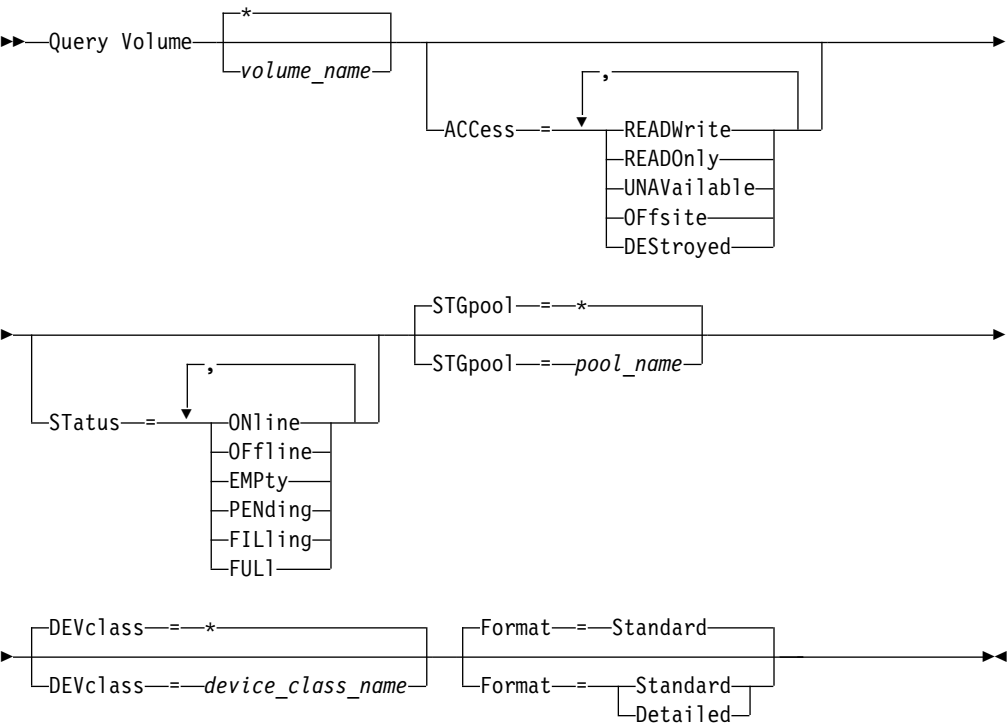 *
Query Volume
volume_name
,
ACCess = READWrite
READOnly
UNAVailable
OFfsite
DEStroyed
STGpool = *
STGpool = pool_name
,
STatus = ONline
OFfline
EMPty
PENding
FILling
FULl
DEVclass = * Format = Standard
DEVclass = device_class_name Format = Standard
Detailed